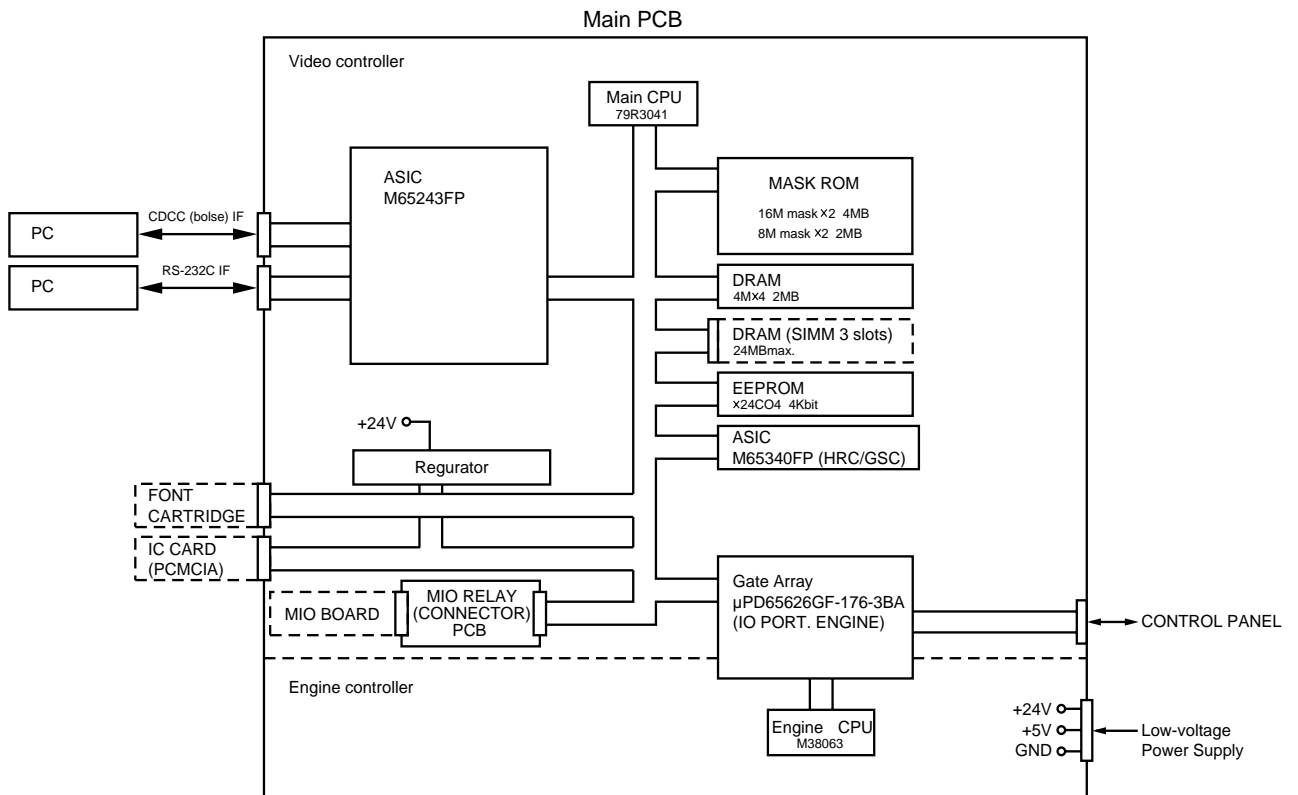 Main PCB
Video controller
Main CPU
79R3041
ASIC
M65243FP
MASK ROM
16M mask ×2 4MB
8M mask ×2 2MB
CDCC (bolse) IF
PC
RS-232C IF
PC
DRAM
4M×4 2MB
DRAM (SIMM 3 slots)
24MBmax.
EEPROM
×24CO4 4Kbit
ASIC
M65340FP (HRC/GSC)
+24V
Regurator
FONT
CARTRIDGE
IC CARD
(PCMCIA)
MIO BOARD
MIO RELAY
(CONNECTOR)
PCB
Gate Array
µPD65626GF-176-3BA
(IO PORT. ENGINE)
CONTROL PANEL
Engine controller
Engine CPU
M38063
+24V
+5V
GND
Low-voltage
Power Supply